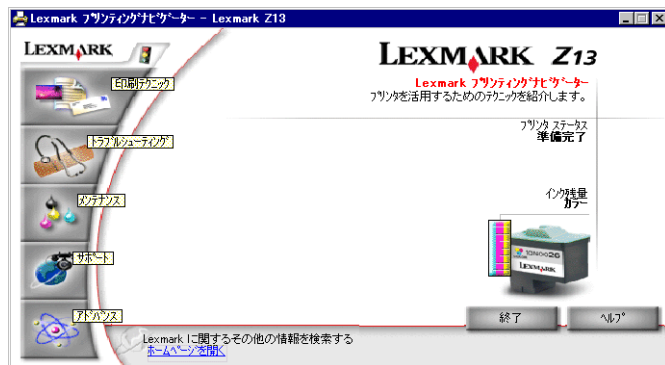 Lexmark プリンティングナビゲーター - Lexmark Z13
LEXMARK
LEXMARK Z13
Lexmark プリンティングナビゲーター
プリンタを活用するためのテクニックを紹介します。
印刷テクニック
トラブルシューティング
メンテナンス
サポート
アドバンス
プリンタ ステータス
準備完了
インク残量
カラー
10N0026
LEXMARK
終了
ヘルプ
Lexmark に関するその他の情報を検索する
ホームページを開く